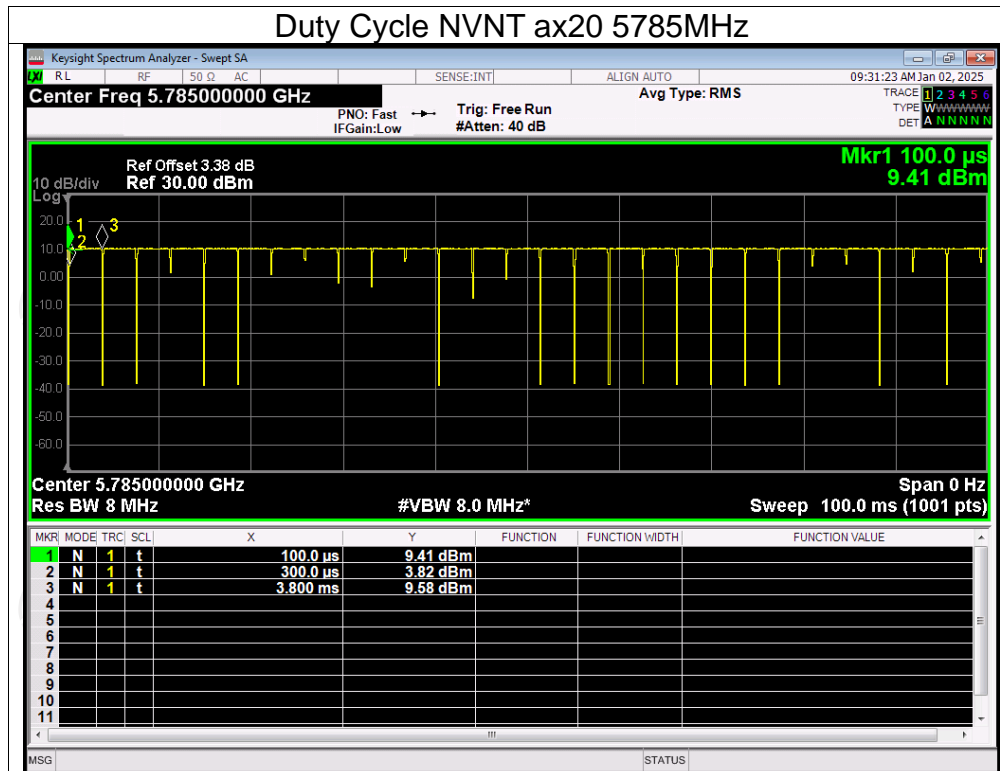 Duty Cycle NVNT ax20 5785MHz
Keysight Spectrum Analyzer - Swept SA
LXI RL RF 50 Ω AC SENSE:INT ALIGN AUTO 09:31:23 AM Jan 02, 2025
Center Freq 5.785000000 GHz Avg Type: RMS TRACE 1 2 3 4 5 6
PNO: Fast Trig: Free Run TYPE WWWWWW
IFGain:Low #Atten: 40 dB DET A N N N N N
Mkr1 100.0 µs
Ref Offset 3.38 dB
10 dB/div Ref 30.00 dBm 9.41 dBm
Log
20.0 1 3
2
10.0
0.00
-10.0
-20.0
-30.0
-40.0
-50.0
-60.0
Center 5.785000000 GHz Span 0 Hz
Res BW 8 MHz #VBW 8.0 MHz* Sweep 100.0 ms (1001 pts)
MKR MODE TRC SCL X Y FUNCTION FUNCTION WIDTH FUNCTION VALUE
1 N 1 t 100.0 µs 9.41 dBm
2 N 1 t 300.0 µs 3.82 dBm
3 N 1 t 3.800 ms 9.58 dBm
4
5
6
7
8
9
10
11
MSG STATUS